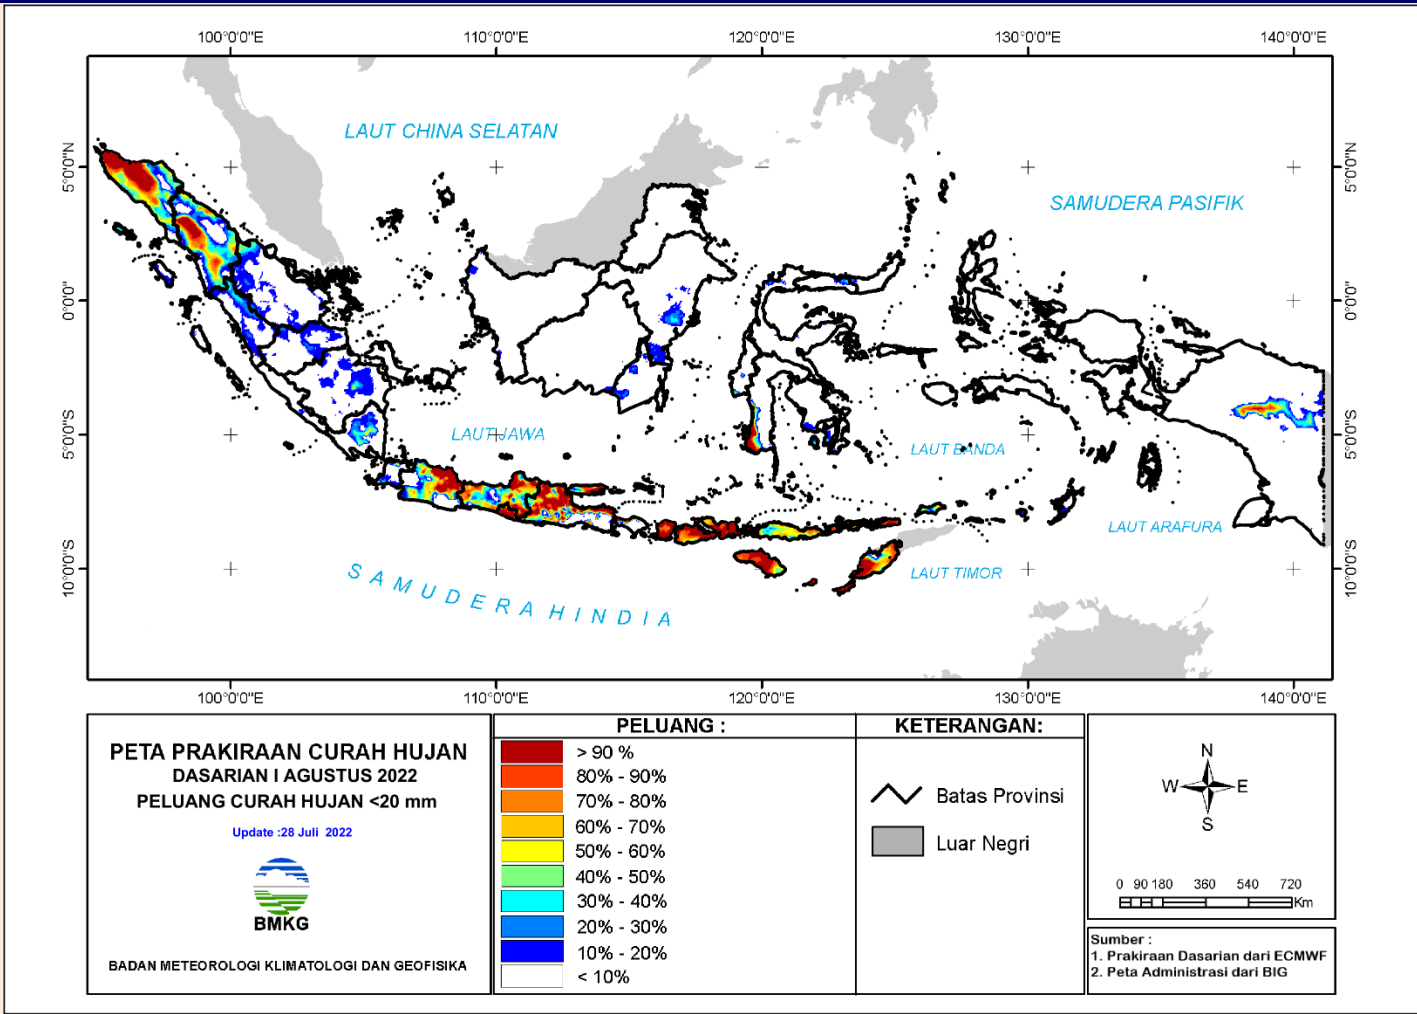 100°0'0"E 110°0'0"E 120°0'0"E 130°0'0"E 140°0'0"E
5°0'0"N
0°0'0"
5°0'0"S
10°0'0"S
LAUT CHINA SELATAN
SAMUDERA PASIFIK
LAUT JAWA
LAUT BANDA
LAUT ARAFURA
LAUT TIMOR
SAMUDERA HINDIA
5°0'0"N
0°0'0"
5°0'0"S
10°0'0"S
100°0'0"E 110°0'0"E 120°0'0"E 130°0'0"E 140°0'0"E
PETA PRAKIRAAN CURAH HUJAN
DASARIAN I AGUSTUS 2022
PELUANG CURAH HUJAN <20 mm
Update :28 Juli 2022
BMKG
BADAN METEOROLOGI KLIMATOLOGI DAN GEOFISIKA
PELUANG :
> 90 %
80% - 90%
70% - 80%
60% - 70%
50% - 60%
40% - 50%
30% - 40%
20% - 30%
10% - 20%
< 10%
KETERANGAN:
Batas Provinsi
Luar Negri
N
W E
S
0 90 180 360 540 720
Km
Sumber :
1. Prakiraan Dasarian dari ECMWF
2. Peta Administrasi dari BIG